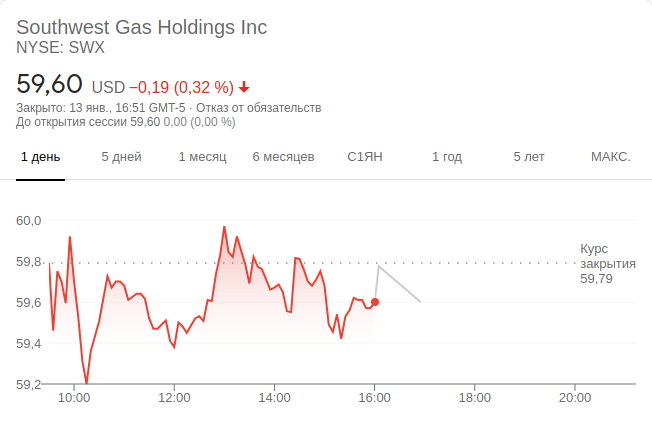 Southwest Gas Holdings Inc
NYSE: SWX
59,60 USD −0,19 (0,32 %)
Закрыто: 13 янв., 16:51 GMT-5 · Отказ от обязательств
До открытия сессии 59,60 0,00 (0,00 %)
1 день 5 дней 1 месяц 6 месяцев С1ЯН 1 год 5 лет МАКС.
60,0
59,8
59,6
59,4
59,2
Курс
закрытия
59,79
10:00 12:00 14:00 16:00 18:00 20:00